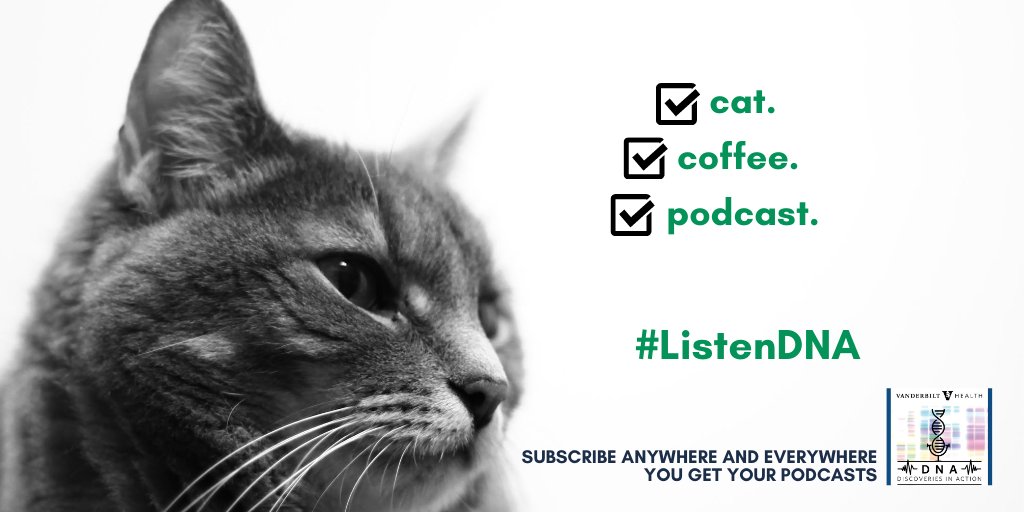 cat.
coffee.
podcast.
#ListenDNA
SUBSCRIBE ANYWHERE AND EVERYWHERE
YOU GET YOUR PODCASTS
VANDERBILT V HEALTH
DNA
DISCOVERIES IN ACTION